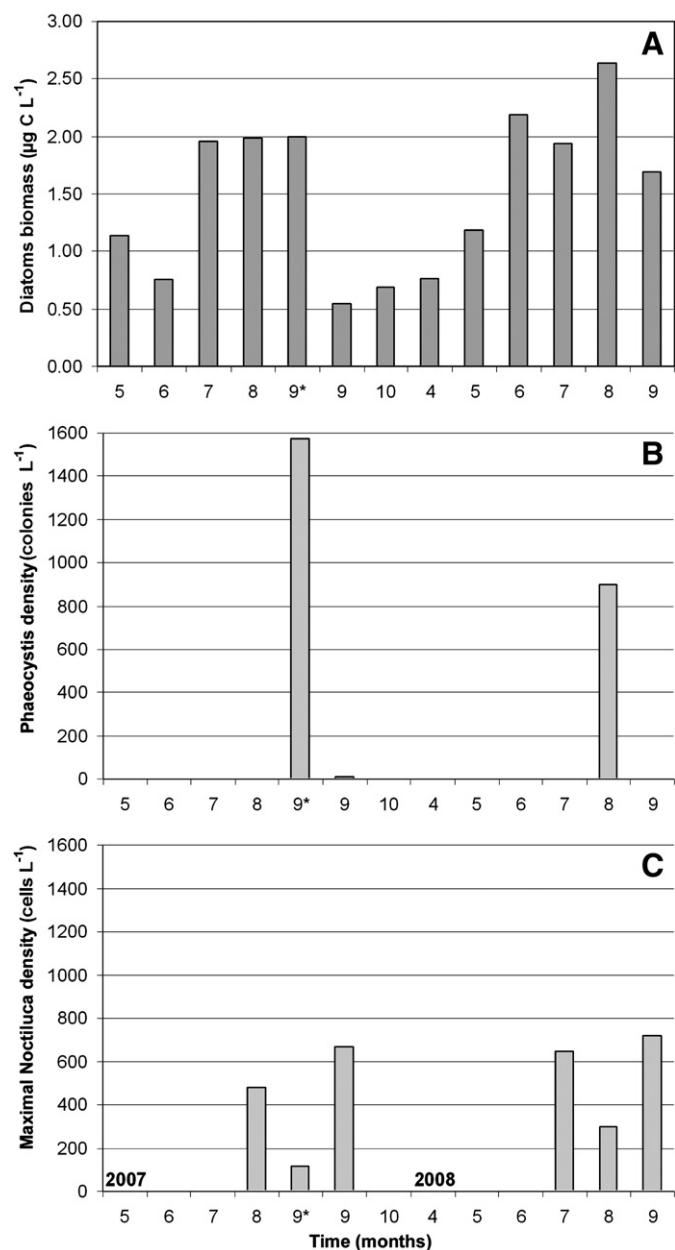 A
Diatoms biomass (µg C L⁻¹)
3.00
2.50
2.00
1.50
1.00
0.50
0.00
5 6 7 8 9* 9 10 4 5 6 7 8 9
B
Phaeocystis density (colonies L⁻¹)
1600
1400
1200
1000
800
600
400
200
0
5 6 7 8 9* 9 10 4 5 6 7 8 9
C
Maximal Noctiluca density (cells L⁻¹)
1600
1400
1200
1000
800
600
400
200
0
2007 2008
5 6 7 8 9* 9 10 4 5 6 7 8 9
Time (months)